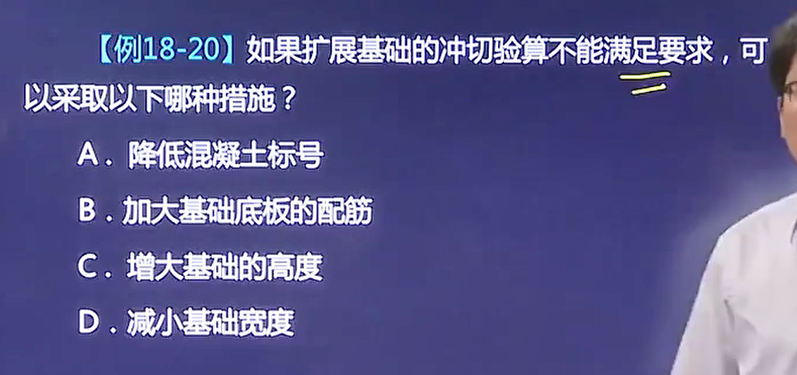 【例18-20】如果扩展基础的冲切验算不能满足要求，可
以采取以下哪种措施？
A．降低混凝土标号
B．加大基础底板的配筋
C．增大基础的高度
D．减小基础宽度